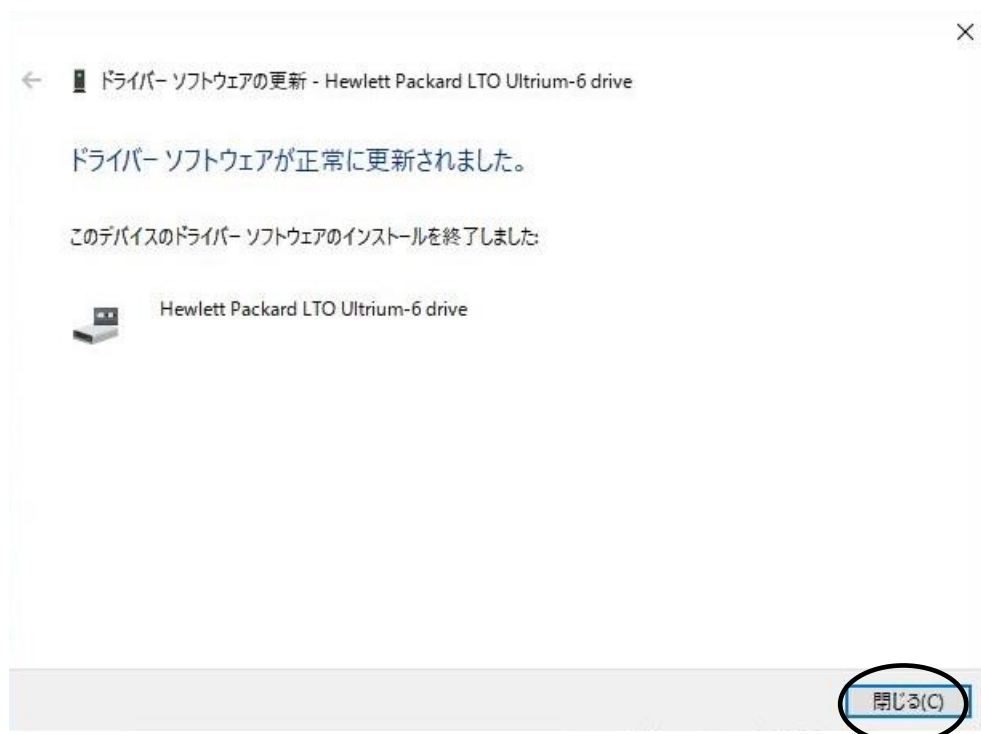 ドライバー ソフトウェアの更新 - Hewlett Packard LTO Ultrium-6 drive
ドライバー ソフトウェアが正常に更新されました。
このデバイスのドライバー ソフトウェアのインストールを終了しました:
Hewlett Packard LTO Ultrium-6 drive
閉じる(C)